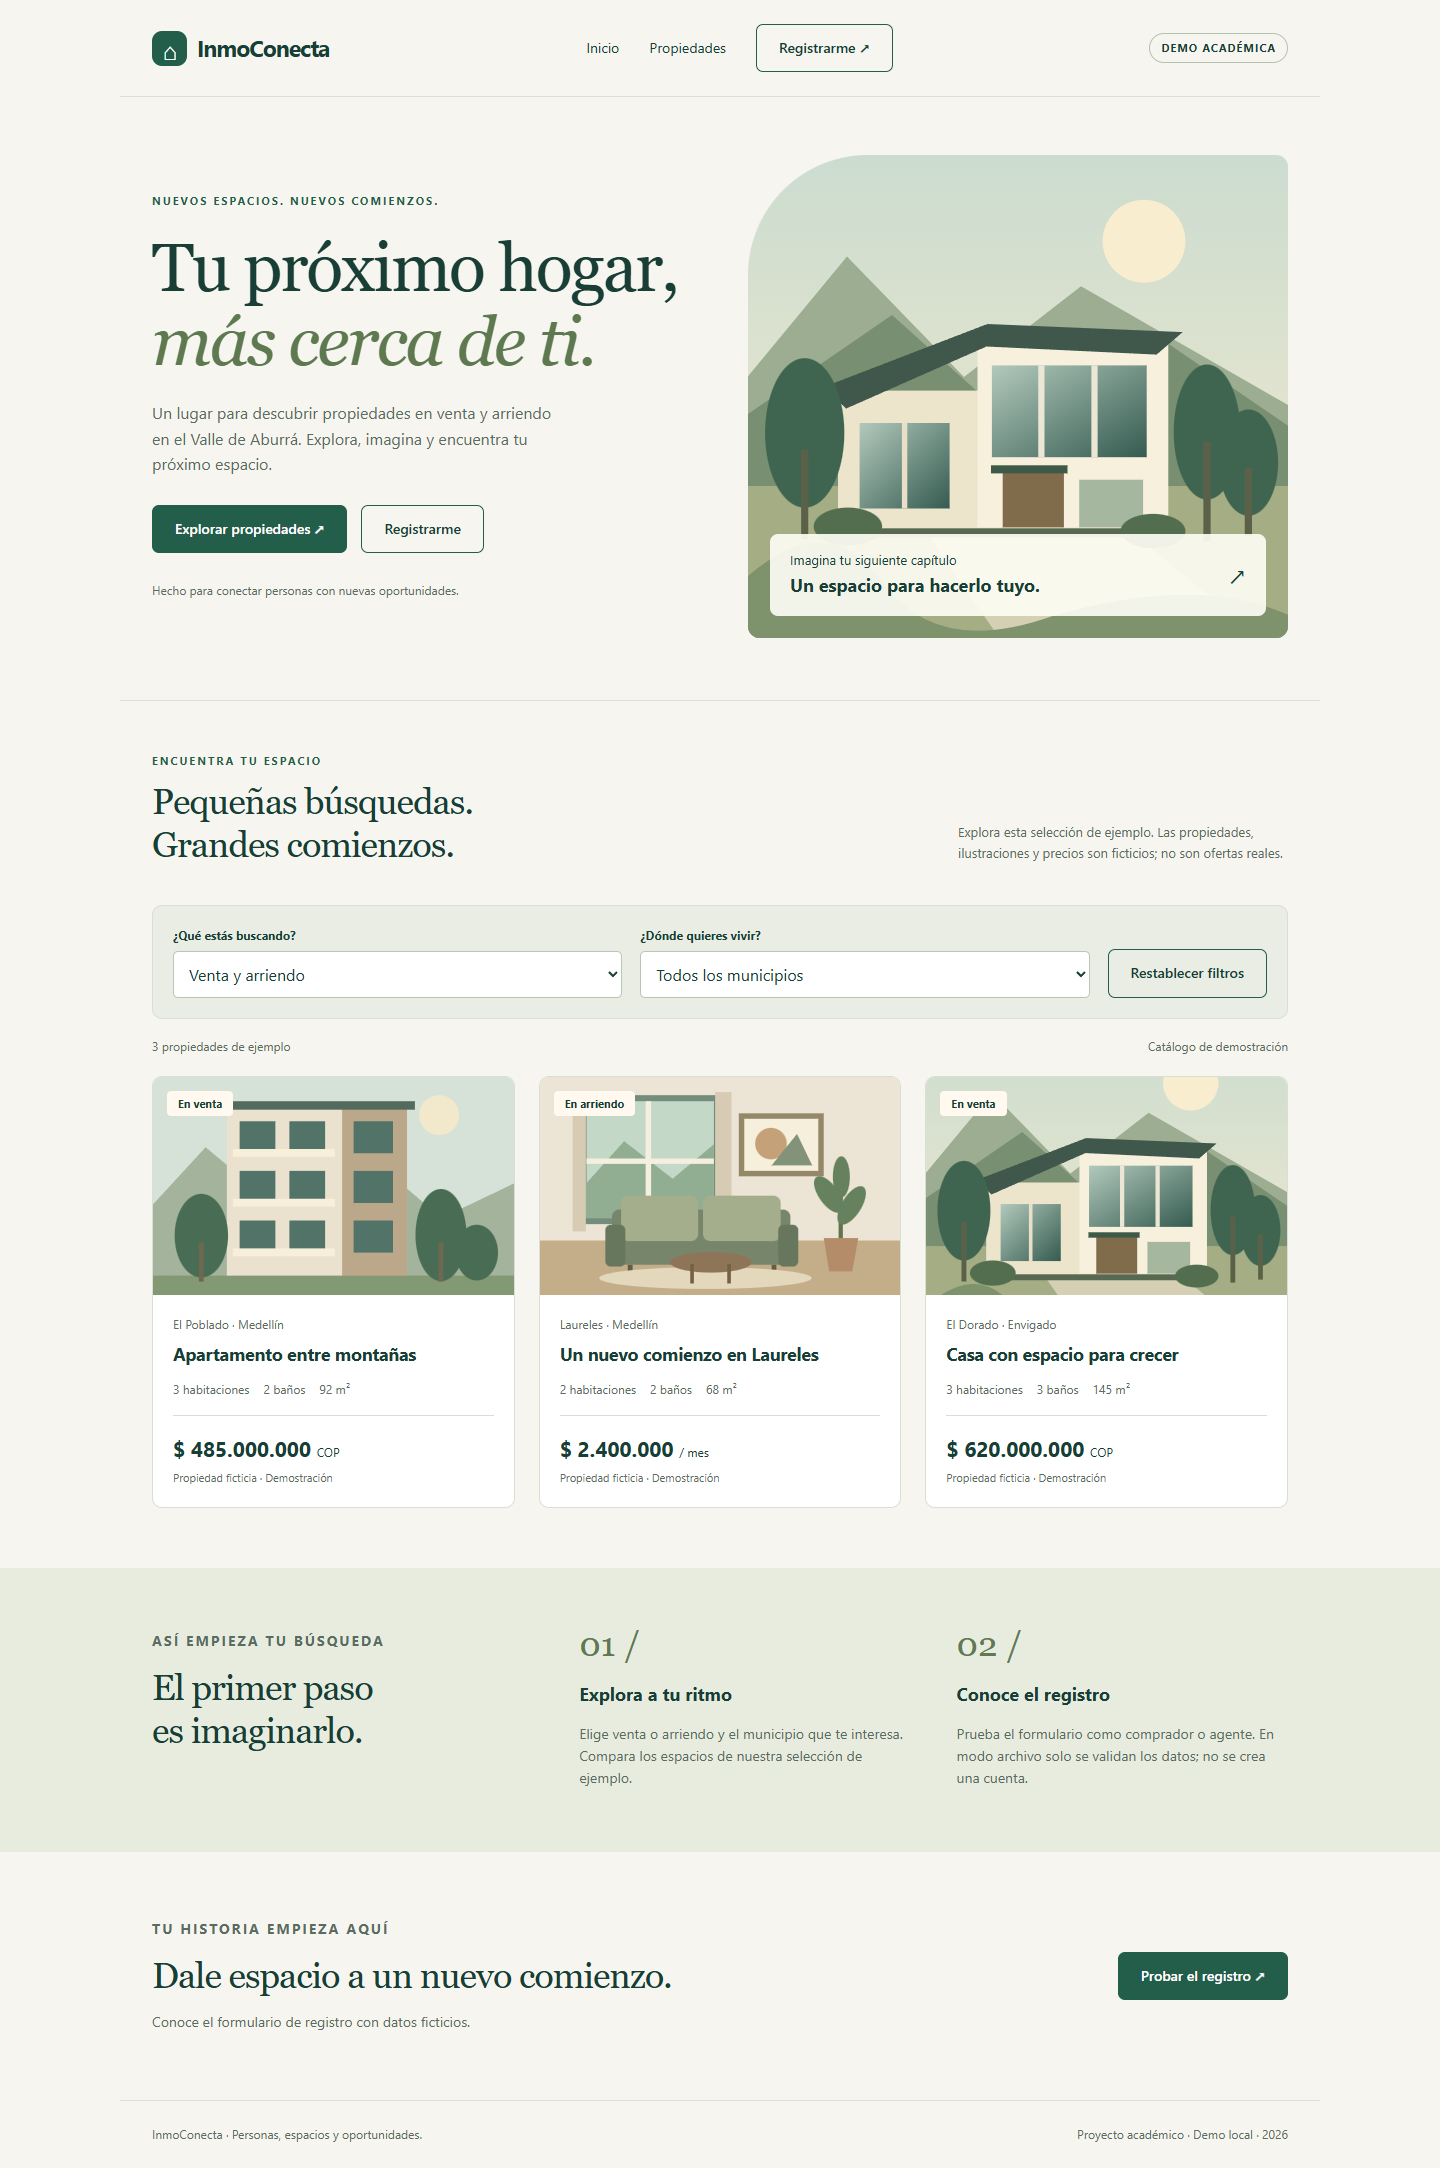 InmoConecta
Inicio
Propiedades
Registrarme ↗
DEMO ACADÉMICA
NUEVOS ESPACIOS. NUEVOS COMIENZOS.
Tu próximo hogar,
más cerca de ti.
Un lugar para descubrir propiedades en venta y arriendo
en el Valle de Aburrá. Explora, imagina y encuentra tu
próximo espacio.
Explorar propiedades ↗
Registrarme
Hecho para conectar personas con nuevas oportunidades.
Imagina tu siguiente capítulo
Un espacio para hacerlo tuyo.
↗
ENCUENTRA TU ESPACIO
Pequeñas búsquedas.
Grandes comienzos.
Explora esta selección de ejemplo. Las propiedades,
ilustraciones y precios son ficticios; no son ofertas reales.
¿Qué estás buscando?
Venta y arriendo
¿Dónde quieres vivir?
Todos los municipios
Restablecer filtros
3 propiedades de ejemplo
Catálogo de demostración
En venta
El Poblado · Medellín
Apartamento entre montañas
3 habitaciones 2 baños 92 m²
$ 485.000.000 COP
Propiedad ficticia · Demostración
En arriendo
Laureles · Medellín
Un nuevo comienzo en Laureles
2 habitaciones 2 baños 68 m²
$ 2.400.000 / mes
Propiedad ficticia · Demostración
En venta
El Dorado · Envigado
Casa con espacio para crecer
3 habitaciones 3 baños 145 m²
$ 620.000.000 COP
Propiedad ficticia · Demostración
ASÍ EMPIEZA TU BÚSQUEDA
El primer paso
es imaginarlo.
01 /
Explora a tu ritmo
Elige venta o arriendo y el municipio que te interesa.
Compara los espacios de nuestra selección de
ejemplo.
02 /
Conoce el registro
Prueba el formulario como comprador o agente. En
modo archivo solo se validan los datos; no se crea
una cuenta.
TU HISTORIA EMPIEZA AQUÍ
Dale espacio a un nuevo comienzo.
Conoce el formulario de registro con datos ficticios.
Probar el registro ↗
InmoConecta · Personas, espacios y oportunidades.
Proyecto académico · Demo local · 2026